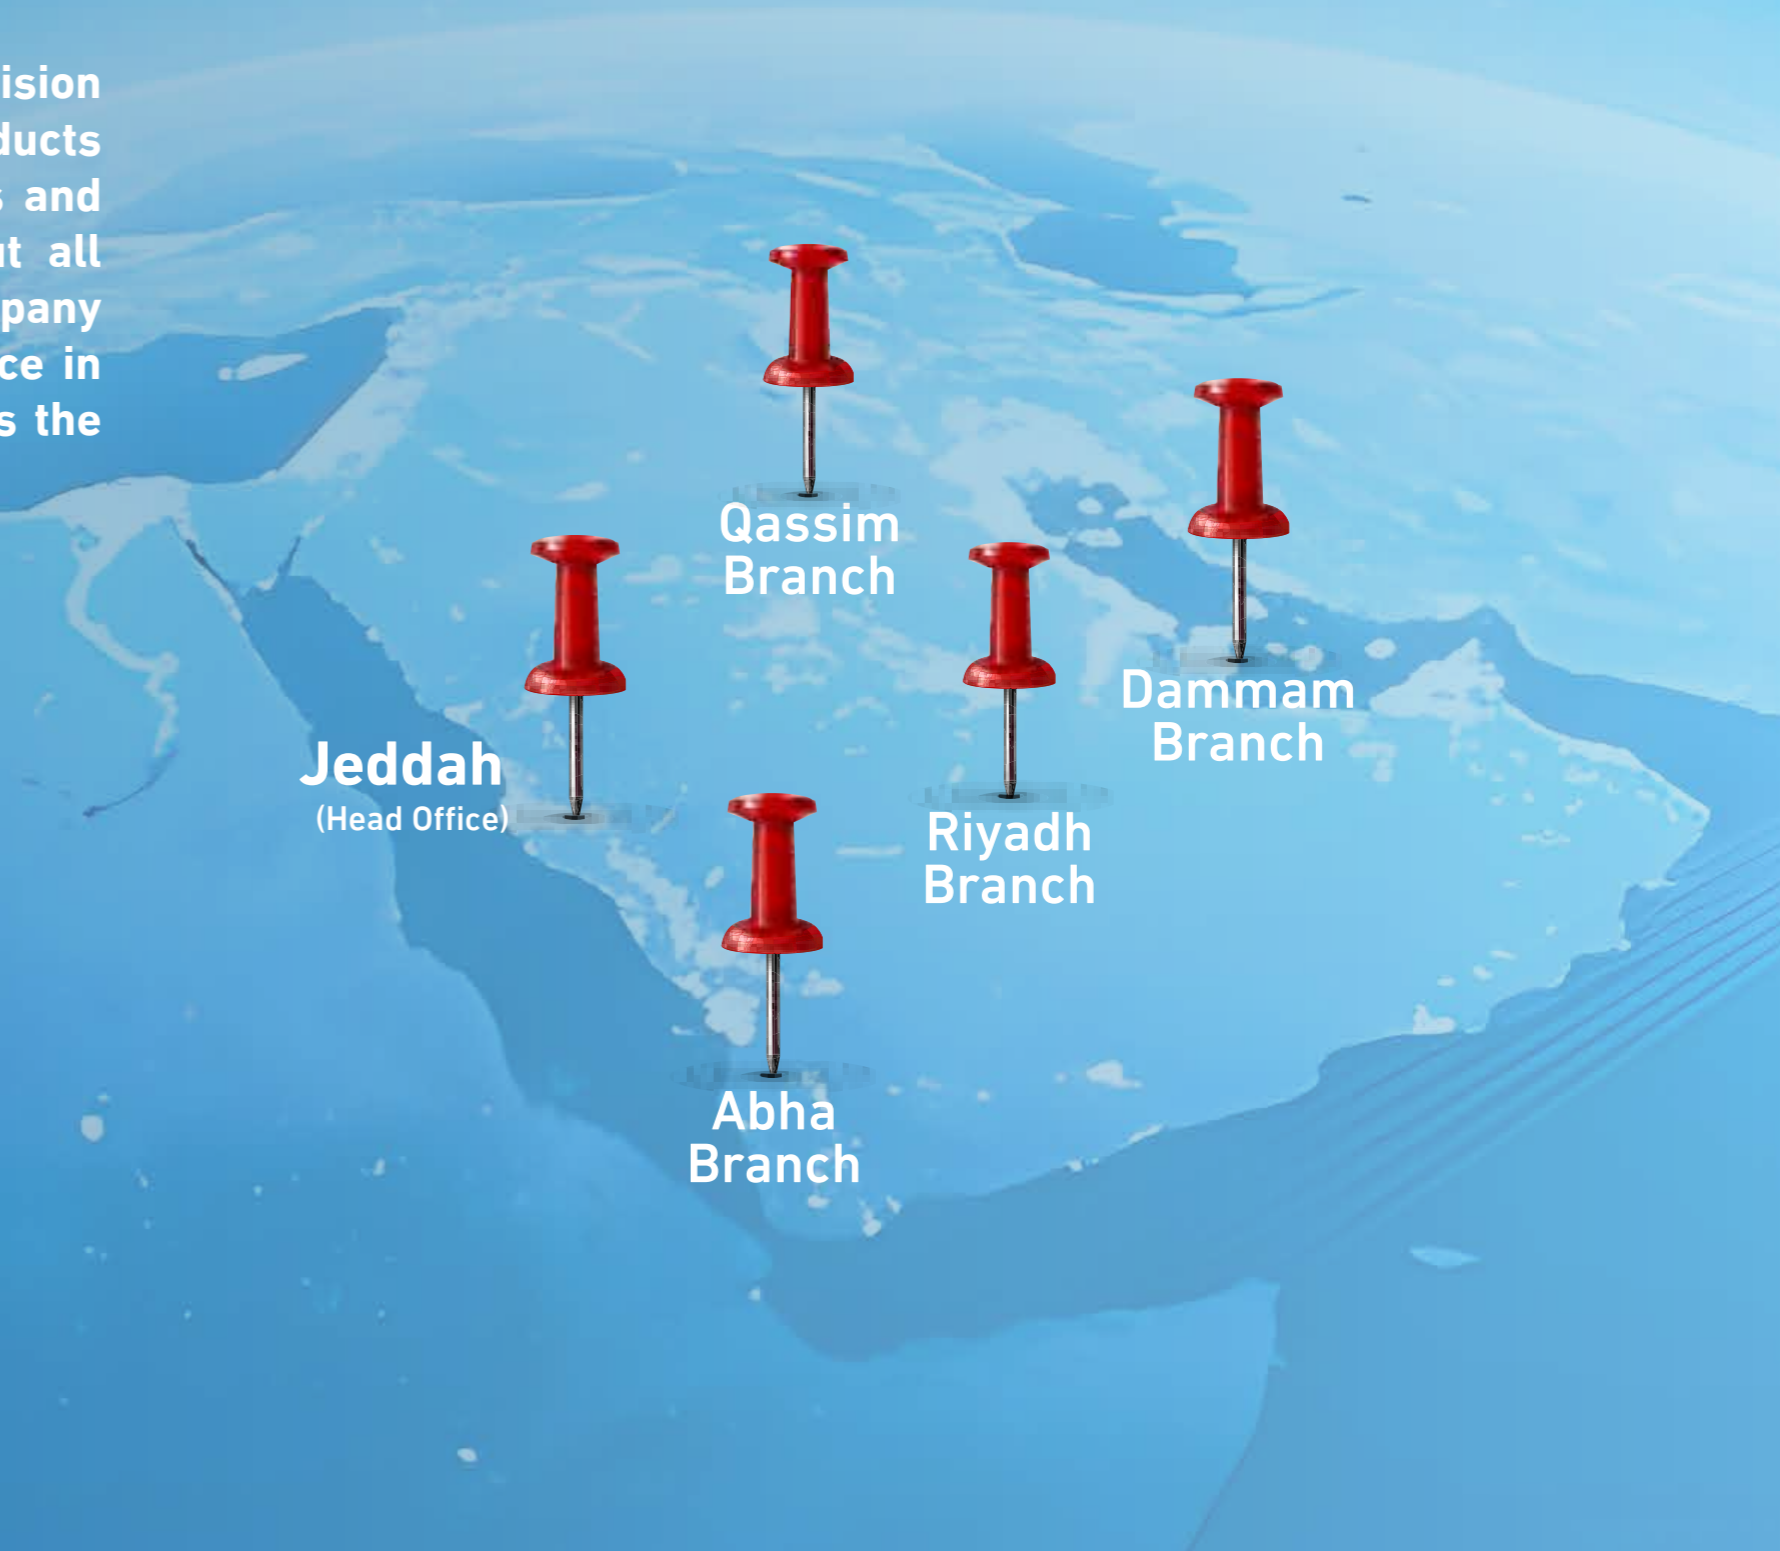 ision
ducts
and
all
pany
ce in
the
Qassim
Branch
Dammam
Branch
Jeddah
(Head Office)
Riyadh
Branch
Abha
Branch